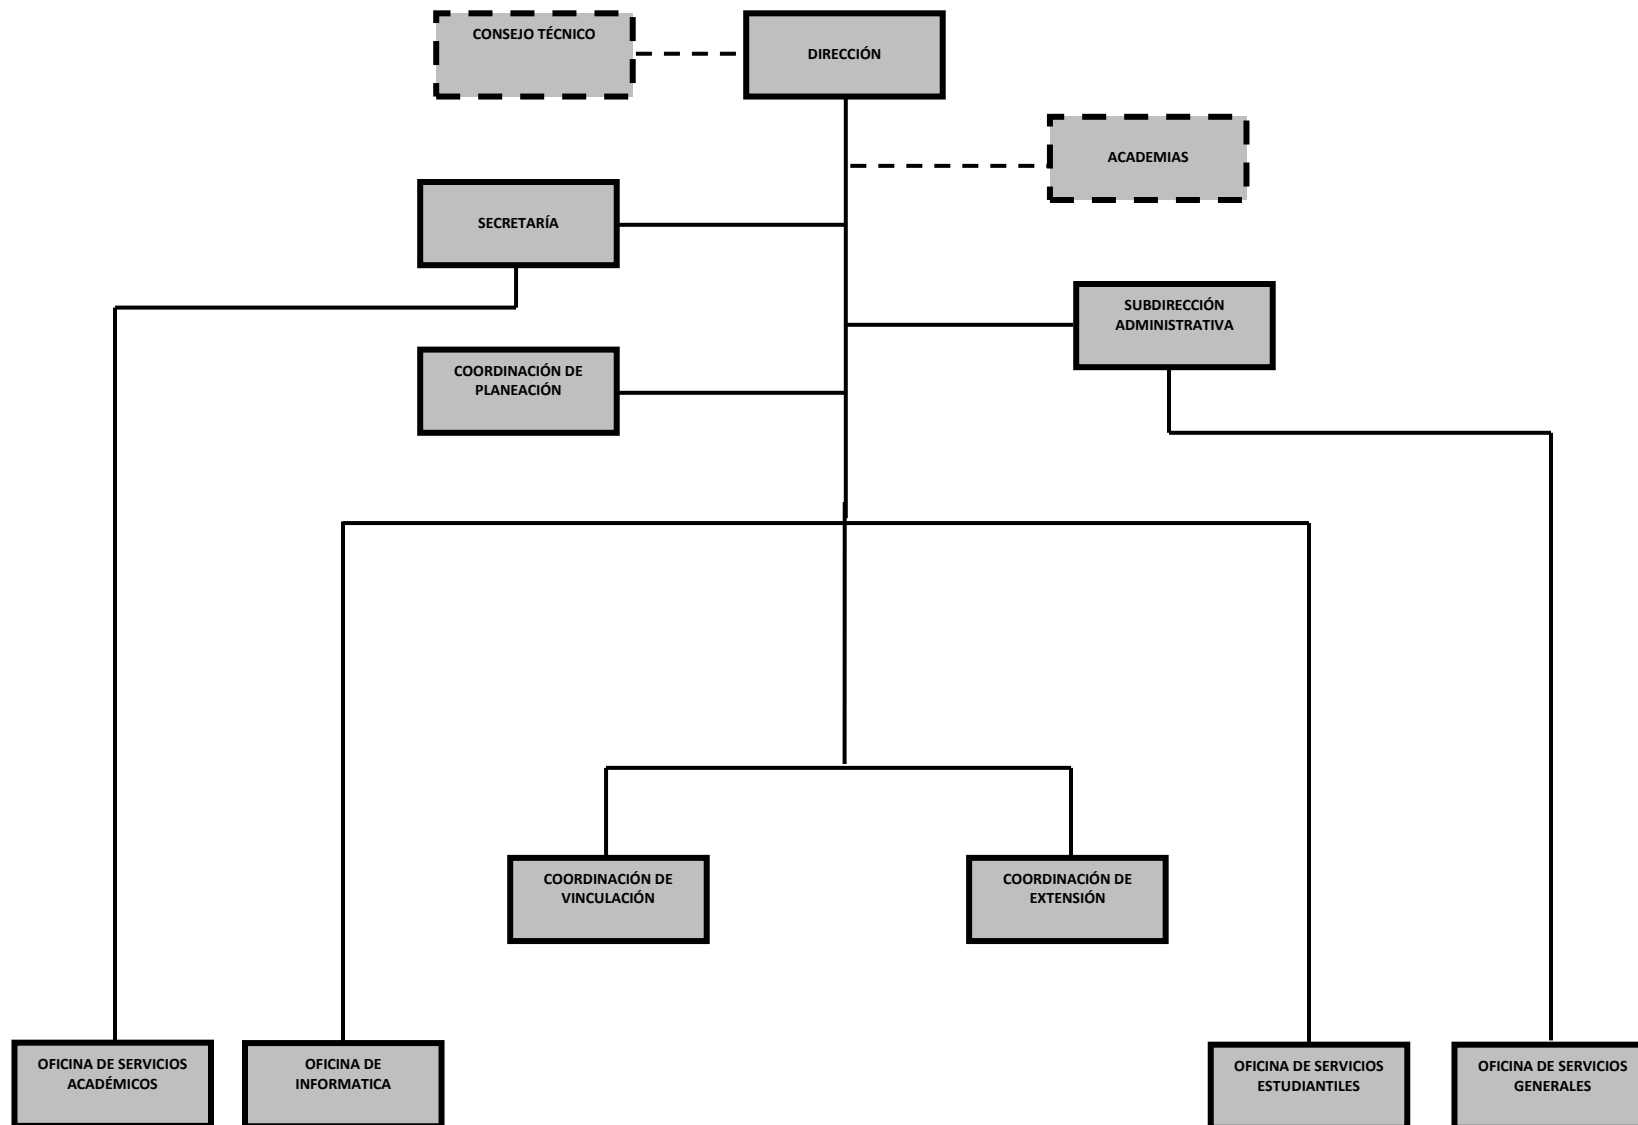 CONSEJO TÉCNICO
DIRECCIÓN
ACADEMIAS
SECRETARÍA
SUBDIRECCIÓN
ADMINISTRATIVA
COORDINACIÓN DE
PLANEACIÓN
COORDINACIÓN DE
VINCULACIÓN
COORDINACIÓN DE
EXTENSIÓN
OFICINA DE SERVICIOS
ACADÉMICOS
OFICINA DE
INFORMATICA
OFICINA DE SERVICIOS
ESTUDIANTILES
OFICINA DE SERVICIOS
GENERALES